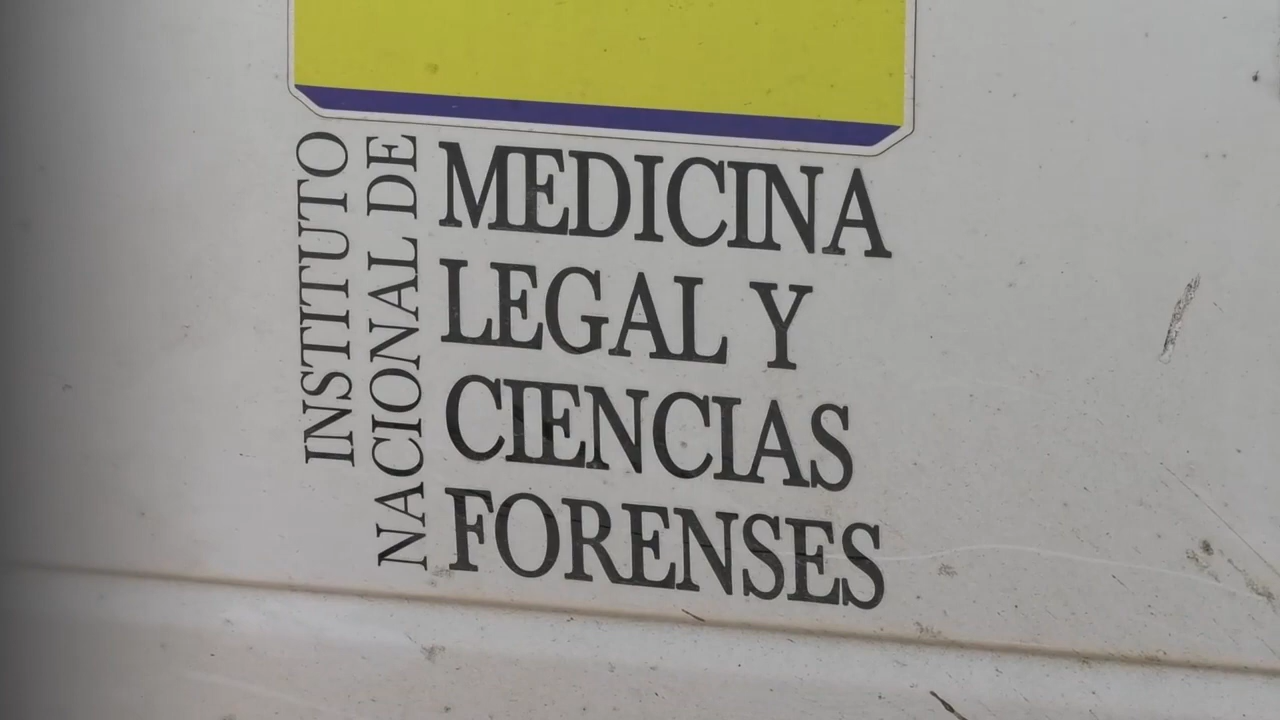 INSTITUTO
NACIONAL DE
MEDICINA
LEGAL Y
CIENCIAS
FORENSES